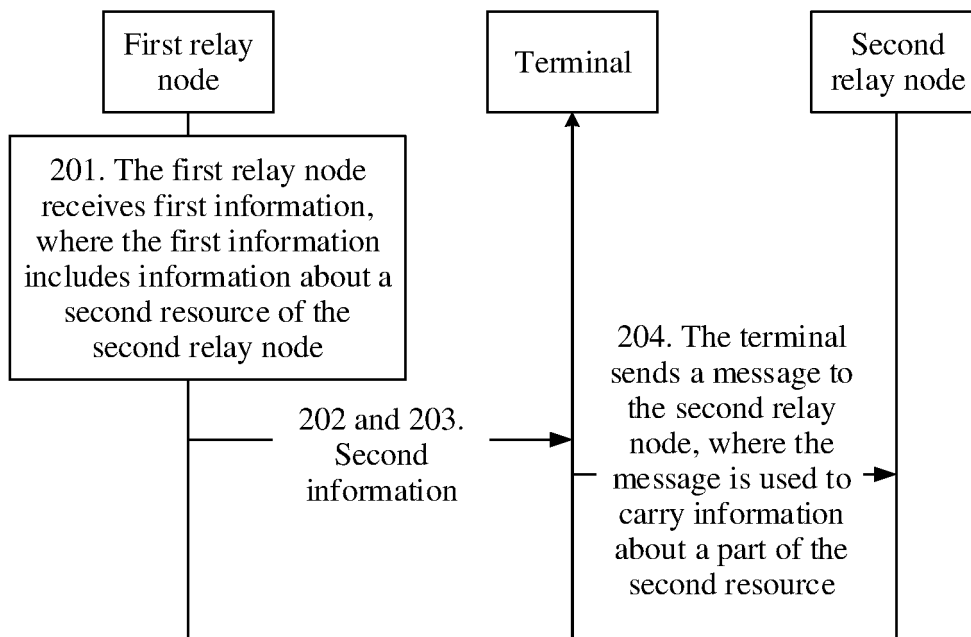 First relay
node
Terminal
Second
relay node
201. The first relay node
receives first information,
where the first information
includes information about a
second resource of the
second relay node
202 and 203.
Second
information
204. The terminal
sends a message to
the second relay
node, where the
message is used to
carry information
about a part of the
second resource